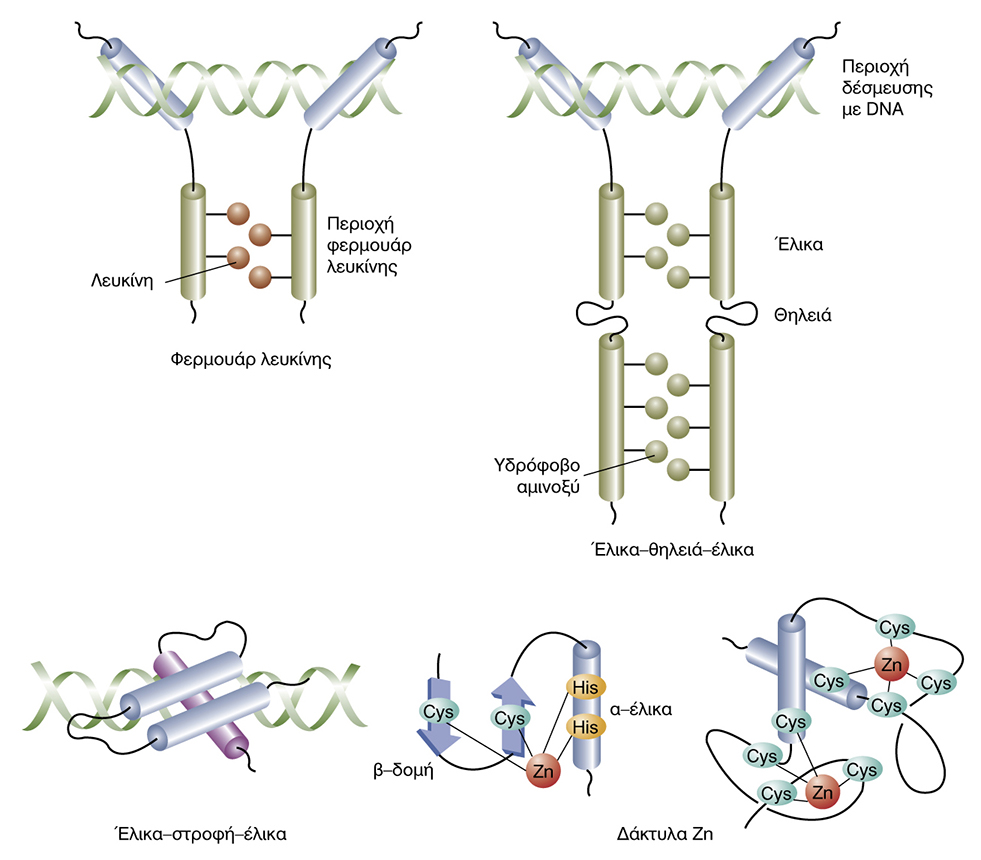 Περιοχή
δέσμευσης
με DNA
Περιοχή
φερμουάρ
λευκίνης
Λευκίνη
Φερμουάρ λευκίνης
Έλικα
Θηλειά
Υδρόφοβο
αμινοξύ
Έλικα–θηλειά–έλικα
Cys
Cys
His
His
Zn
α–έλικα
β–δομή
Cys
Zn
Cys
Cys
Cys
Cys
Cys
Cys
Cys
Zn
Έλικα–στροφή–έλικα
Δάκτυλα Zn